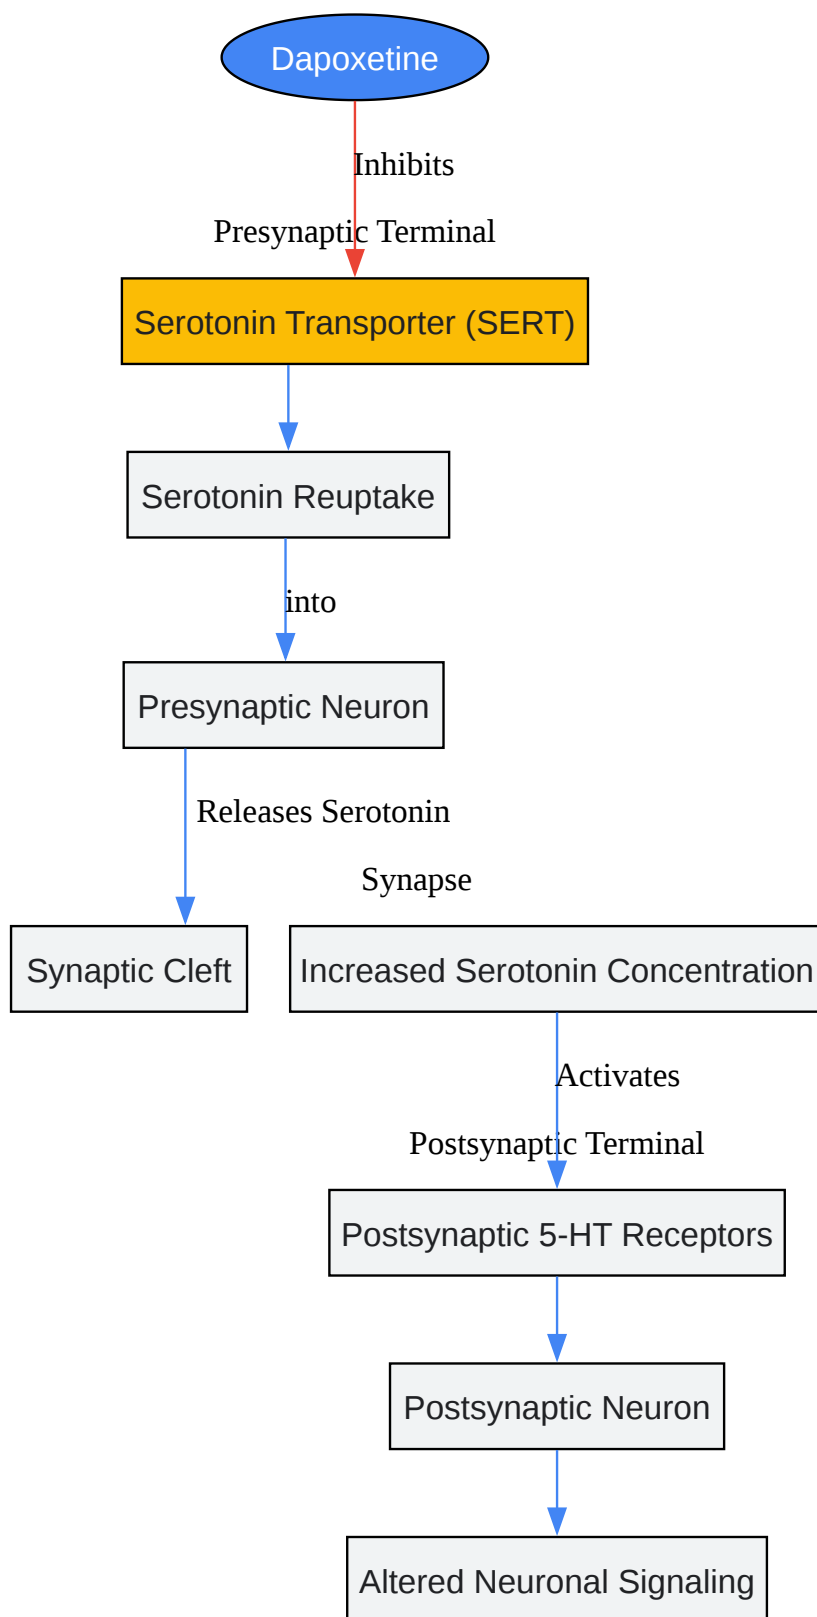 Dapoxetine
Inhibits
Presynaptic Terminal
Serotonin Transporter (SERT)
Serotonin Reuptake
into
Presynaptic Neuron
Releases Serotonin
Synapse
Synaptic Cleft
Increased Serotonin Concentration
Activates
Postsynaptic Terminal
Postsynaptic 5-HT Receptors
Postsynaptic Neuron
Altered Neuronal Signaling